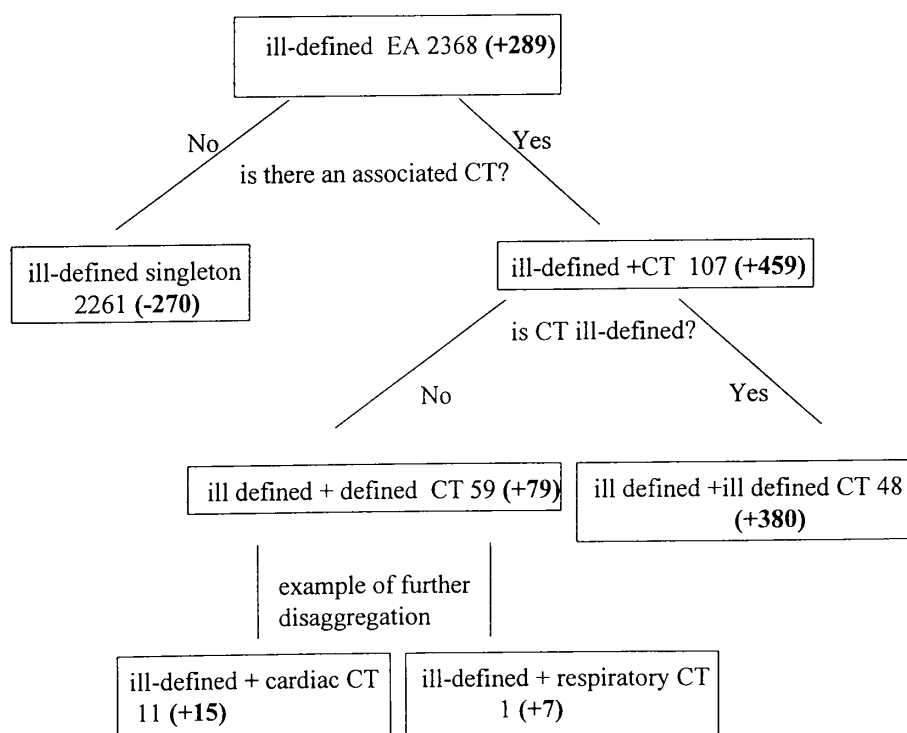 ill-defined EA 2368 (+289)
No
Yes
is there an associated CT?
ill-defined singleton
2261 (-270)
ill-defined +CT 107 (+459)
is CT ill-defined?
No
Yes
ill defined + defined CT 59 (+79)
ill defined +ill defined CT 48
(+380)
example of further
disaggregation
ill-defined + cardiac CT
11 (+15)
ill-defined + respiratory CT
1 (+7)